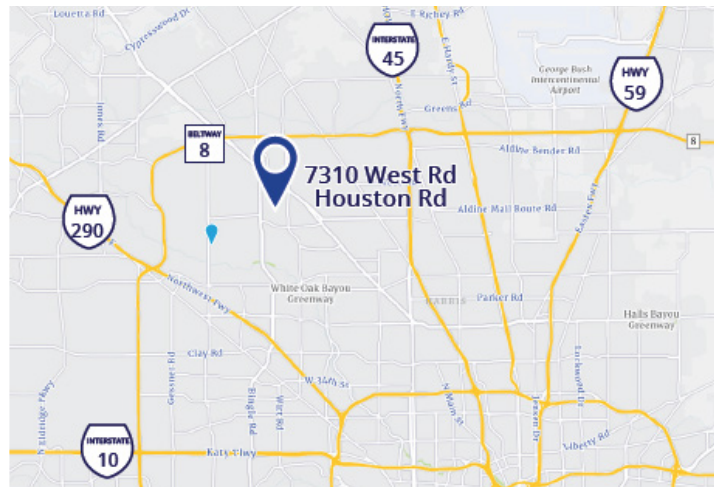 Louetta Rd
Cypresswood Dr
E Richey Rd
INTERSTATE
45
E Hardy St
George Bush
Intercontinental
Airport
HWY
59
Jones Rd
North Fwy
Greens Rd
BELTWAY
8
8
Aldine Bender Rd
7310 West Rd
Houston Rd
HWY
290
Aldine Mail Route Rd
Eastex Fwy
Northwest Fwy
White Oak Bayou
Greenway
HARRIS
Parker Rd
Halls Bayou
Greenway
Clay Rd
Gessner Rd
W 34th St
Lockwood Dr
N Eldridge Pkwy
Bingle Rd
Wirt Rd
N Main St
Jensen Dr
INTERSTATE
10
Katy Fwy
Liberty Rd